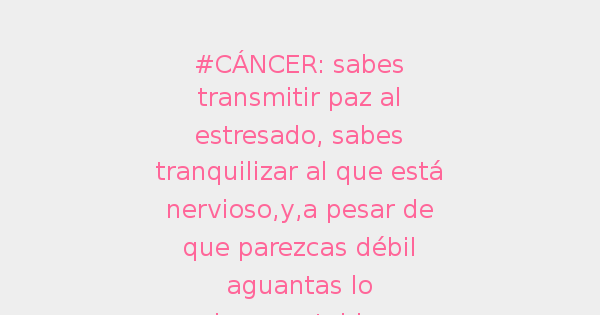 #CÁNCER: sabes
transmitir paz al
estresado, sabes
tranquilizar al que está
nervioso,y,a pesar de
que parezcas débil
aguantas lo